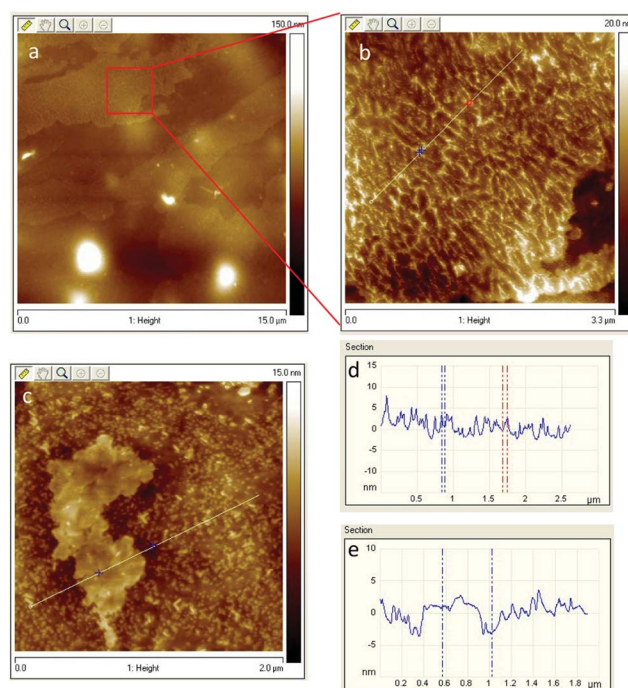 150.0 nm
a
0.0 1: Height 15.0 µm
20.0 n
b
0.0 1: Height 3.3 µm
15.0 nm
c
0.0 1: Height 2.0 µm
Section
d
15
10
5
0
-5
-10
nm
0.5 1 1.5 2 2.5 µm
Section
e
10
5
0
-5
nm
0.2 0.4 0.6 0.8 1 1.2 1.4 1.6 1.8 µm